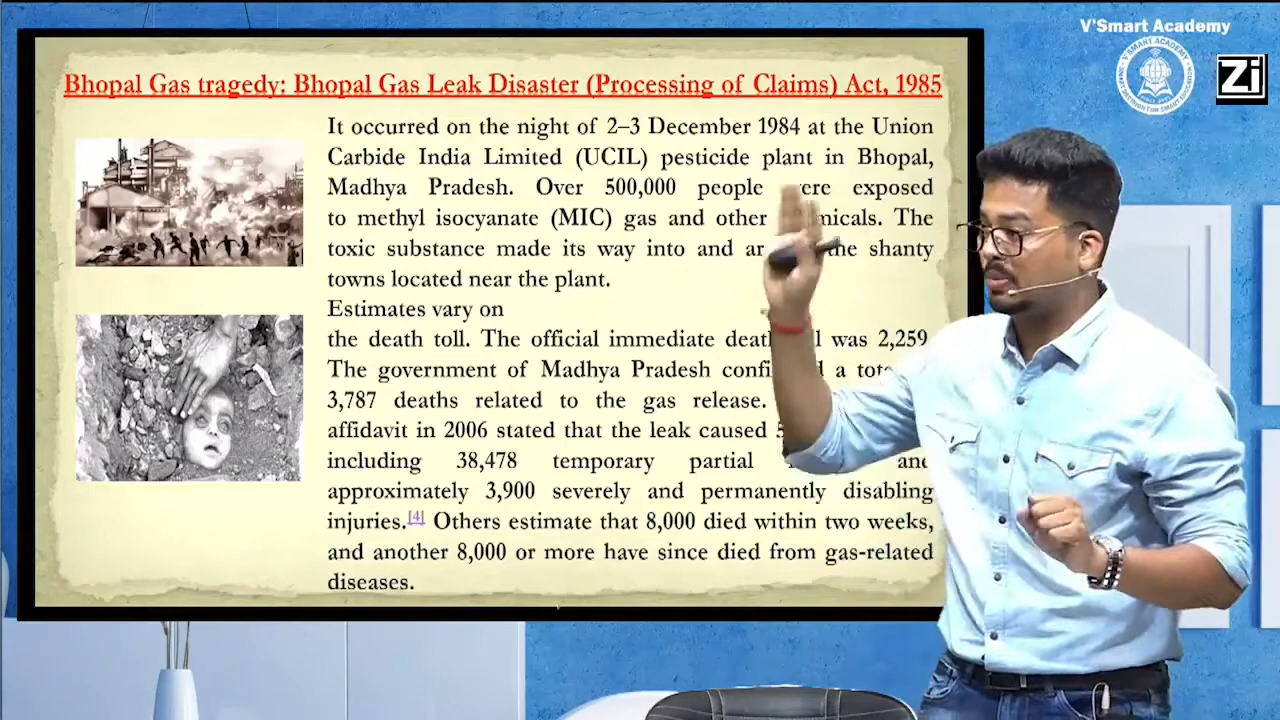 V'Smart Academy
Zi
Bhopal Gas tragedy: Bhopal Gas Leak Disaster (Processing of Claims) Act, 1985
It occurred on the night of 2–3 December 1984 at the Union
Carbide India Limited (UCIL) pesticide plant in Bhopal,
Madhya Pradesh. Over 500,000 people were exposed
to methyl isocyanate (MIC) gas and other The
toxic substance made its way into and the shanty
towns located near the plant.
Estimates vary on
the death toll. The official immediate was 2,259.
The government of Madhya Pradesh a
3,787 deaths related to the gas release.
affidavit in 2006 stated that the leak caused
including 38,478 temporary partial and
approximately 3,900 severely and permanently disabling
injuries.[4] Others estimate that 8,000 died within two weeks,
and another 8,000 or more have since died from gas-related
diseases.